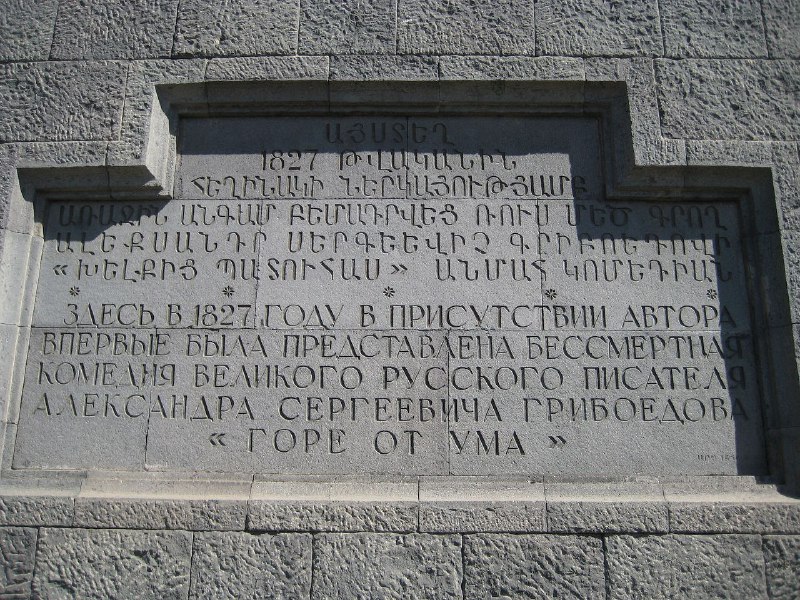 ԱՅՍՏԵՂ
1827 ԹՎԱԿԱՆԻՆ
ՀԵՂԻՆԱԿԻ ՆԵՐԿԱՅՈՒԹՅԱՄԲ
ԱՌԱՋԻՆ ԱՆԳԱՄ ԲԵՄԱԴՐՎԵՑ ՌՈՒՍ ՄԵԾ ԳՐՈՂ
ԱԼԵՔՍԱՆԴՐ ՍԵՐԳԵԵՎԻՉ ԳՐԻԲՈԵԴՈՎԻ
«ԽԵԼՔԻՑ ՊԱՏՈՒՀԱՍ» ԱՆՄԱՀ ԿՈՄԵԴԻԱՆ
ЗДЕСЬ В 1827 ГОДУ В ПРИСУТСТВИИ АВТОРА
ВПЕРВЫЕ БЫЛА ПРЕДСТАВЛЕНА БЕССМЕРТНАЯ
КОМЕДИЯ ВЕЛИКОГО РУССКОГО ПИСАТЕЛЯ
АЛЕКСАНДРА СЕРГЕЕВИЧА ГРИБОЕДОВА
« ГОРЕ ОТ УМА »